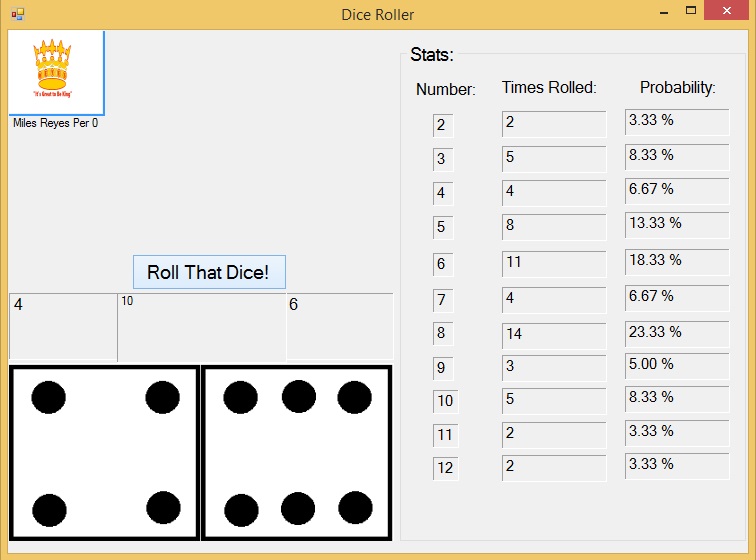 Dice Roller
"It's Great to Be King"
Miles Reyes Per 0
Roll That Dice!
4 10 6
Stats:
Number: Times Rolled: Probability:
2 2 3.33 %
3 5 8.33 %
4 4 6.67 %
5 8 13.33 %
6 11 18.33 %
7 4 6.67 %
8 14 23.33 %
9 3 5.00 %
10 5 8.33 %
11 2 3.33 %
12 2 3.33 %